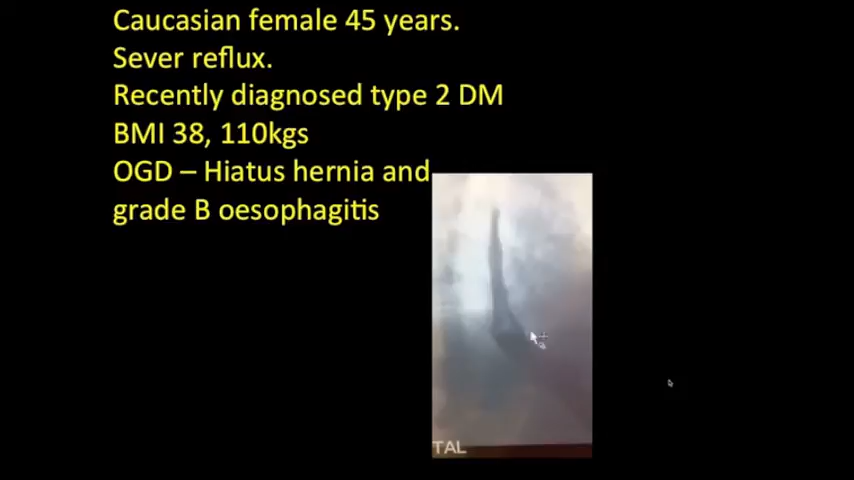 Caucasian female 45 years.
Sever reflux.
Recently diagnosed type 2 DM
BMI 38, 110kgs
OGD – Hiatus hernia and
grade B oesophagitis
TAL